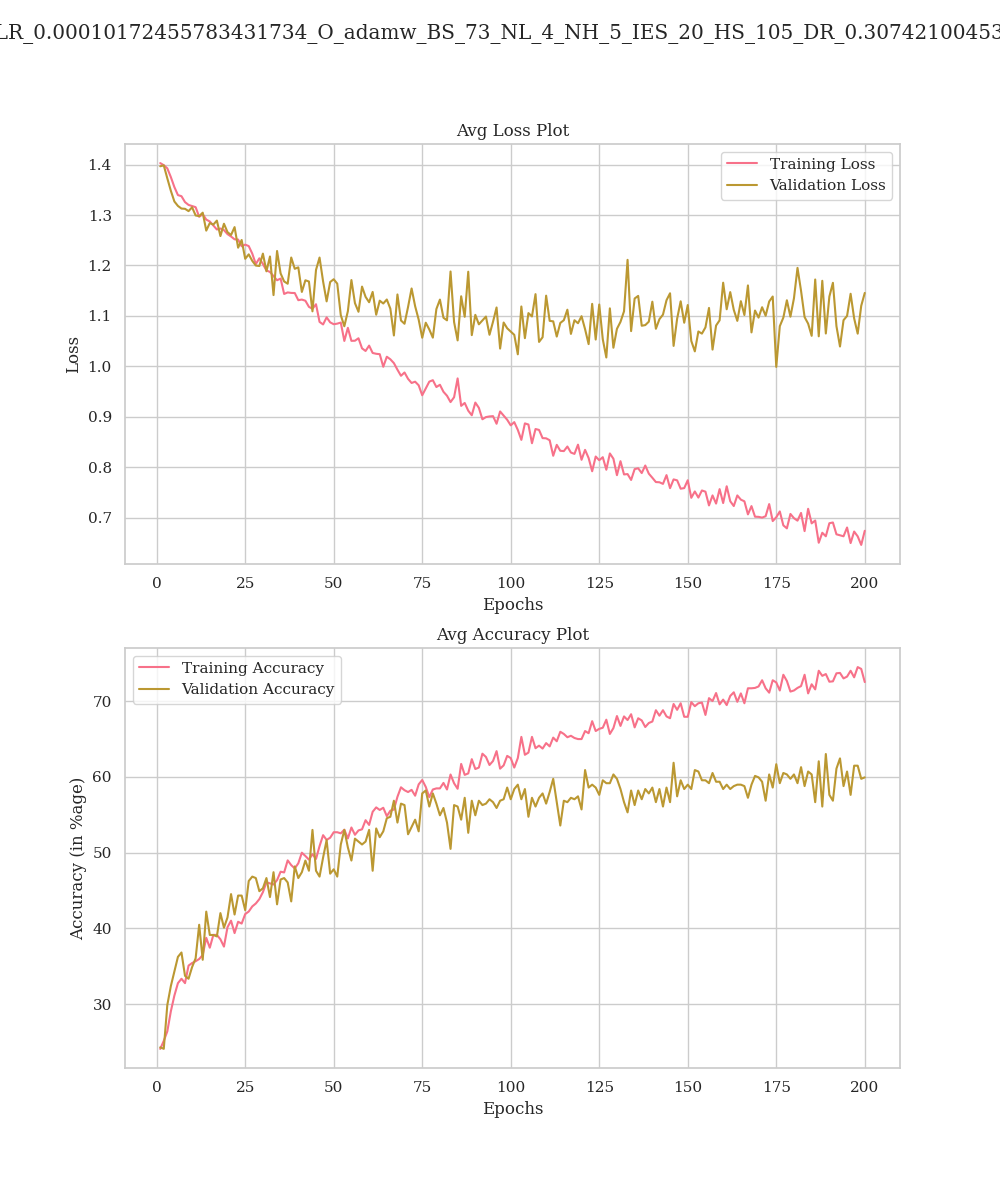 LR_0.00010172455783431734_O_adamw_BS_73_NL_4_NH_5_IES_20_HS_105_DR_0.30742100453
Avg Loss Plot
Training Loss
Validation Loss
1.4
1.3
1.2
1.1
1.0
0.9
0.8
0.7
Loss
0 25 50 75 100 125 150 175 200
Epochs
Avg Accuracy Plot
Training Accuracy
Validation Accuracy
70
60
50
40
30
Accuracy (in %age)
0 25 50 75 100 125 150 175 200
Epochs